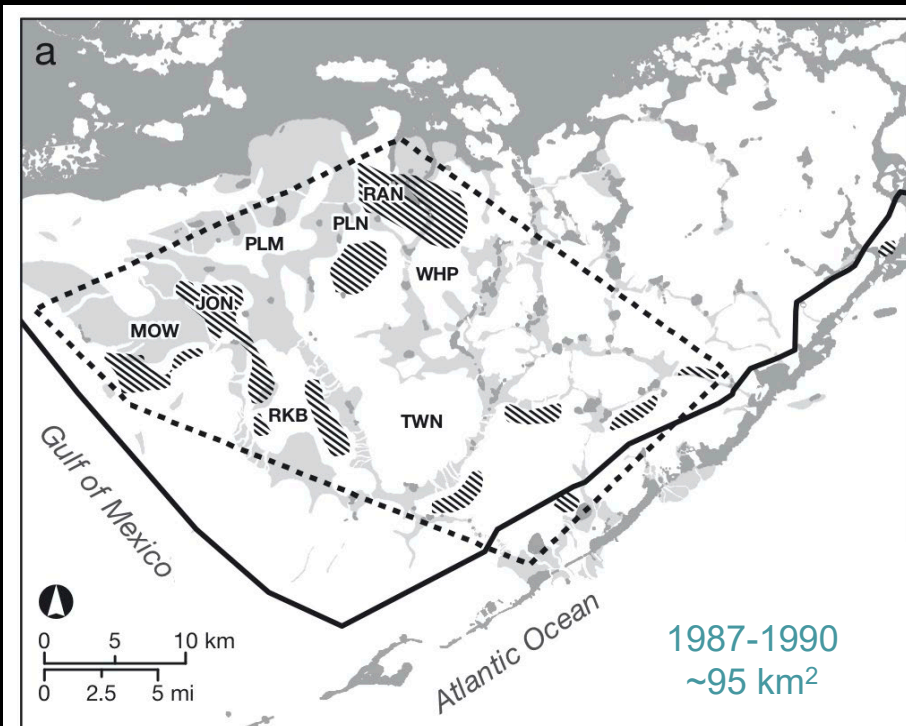 a
RAN
PLN
PLM
WHP
JON
MOW
RKB
TWN
Gulf of Mexico
Atlantic Ocean
0 5 10 km
0 2.5 5 mi
1987-1990
~95 km²